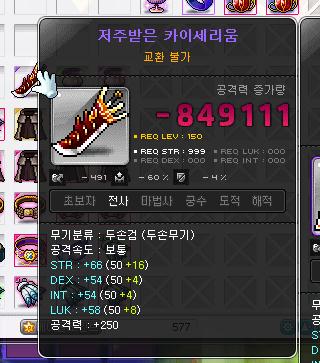 저주받은 카이세리움
교환 불가
공격력 증가량
-849111
REQ LEV : 150
REQ STR : 999 REQ LUK : 000
REQ DEX : 000 REQ INT : 000
- 491 - 60 % - 4 %
초보자 전사 마법사 궁수 도적 해적
무기분류 : 두손검 (두손무기)
공격속도 : 보통
STR : +66 (50 +16)
DEX : +54 (50 +4)
INT : +54 (50 +4)
LUK : +58 (50 +8)
공격력 : +250
577